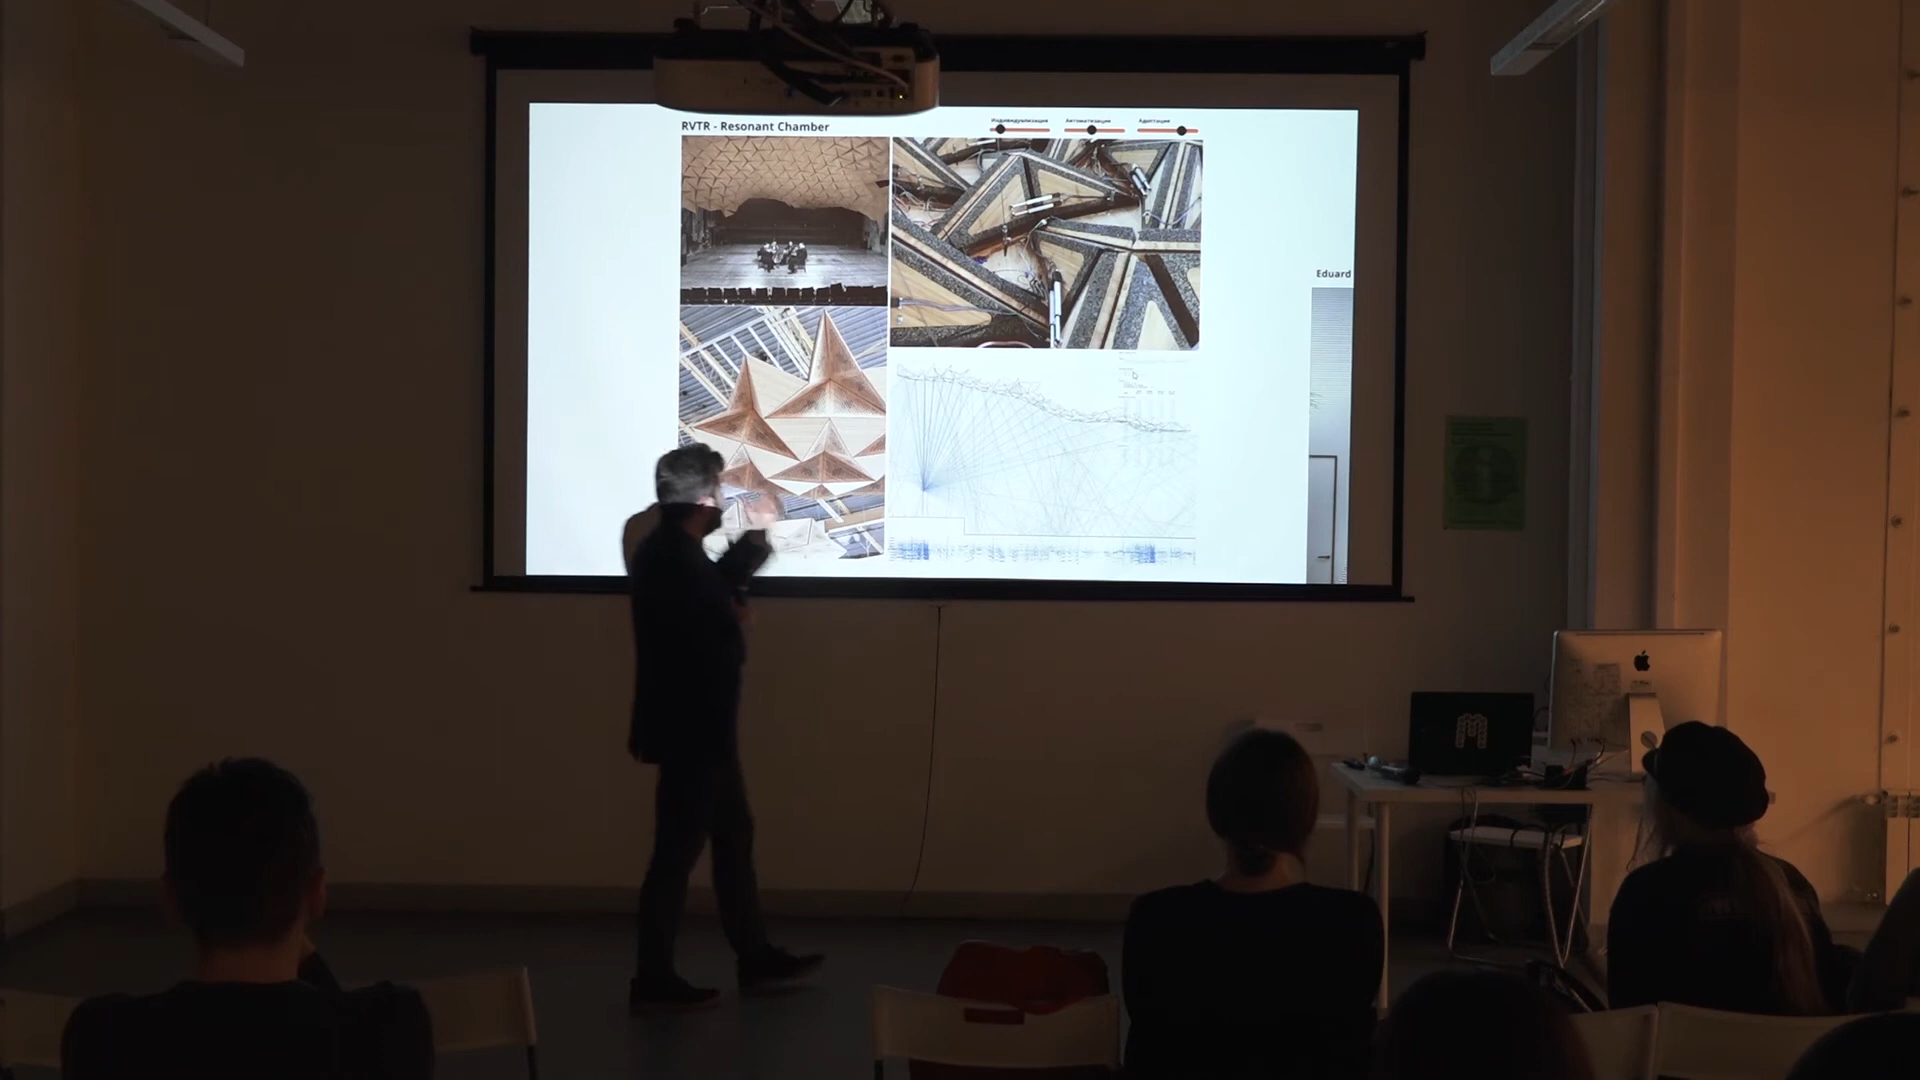 RVTR - Resonant Chamber
Индивидуализация
Автоматизация
Адаптация
Eduard